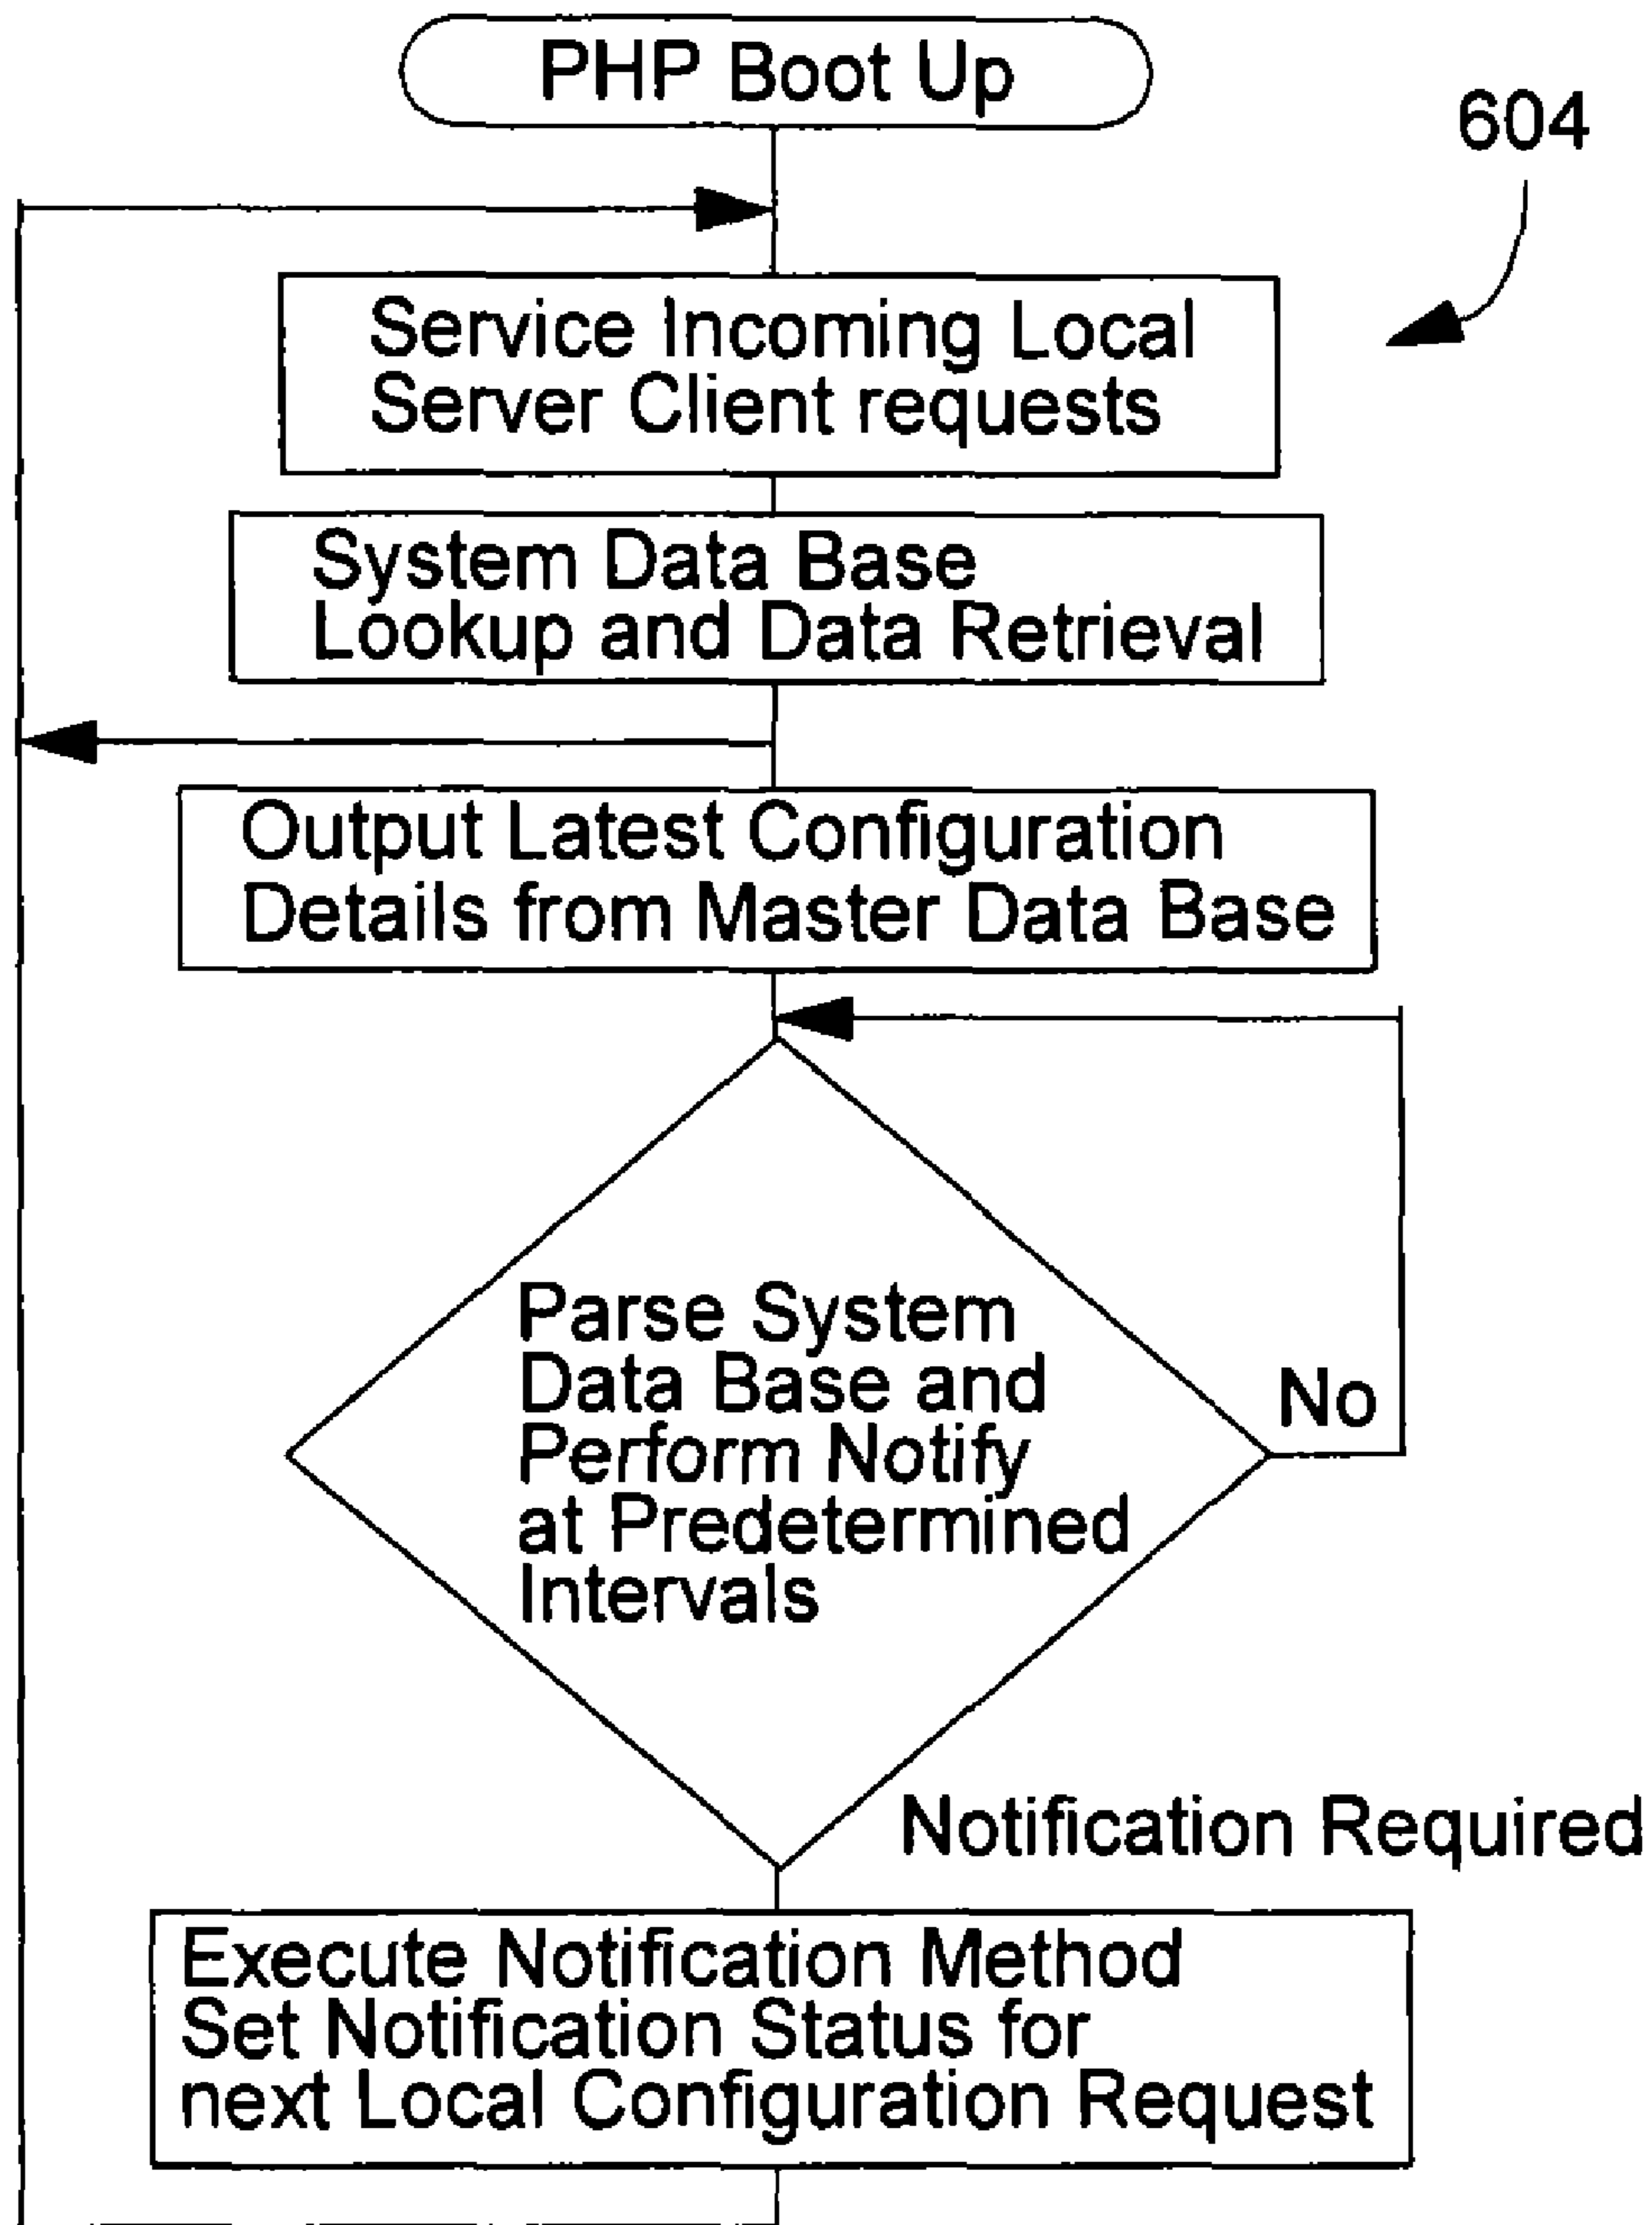 PHP Boot Up
604
Service Incoming Local
Server Client requests
System Data Base
Lookup and Data Retrieval
Output Latest Configuration
Details from Master Data Base
Parse System
Data Base and
Perform Notify
at Predetermined
Intervals
No
Notification Required
Execute Notification Method
Set Notification Status for
next Local Configuration Request